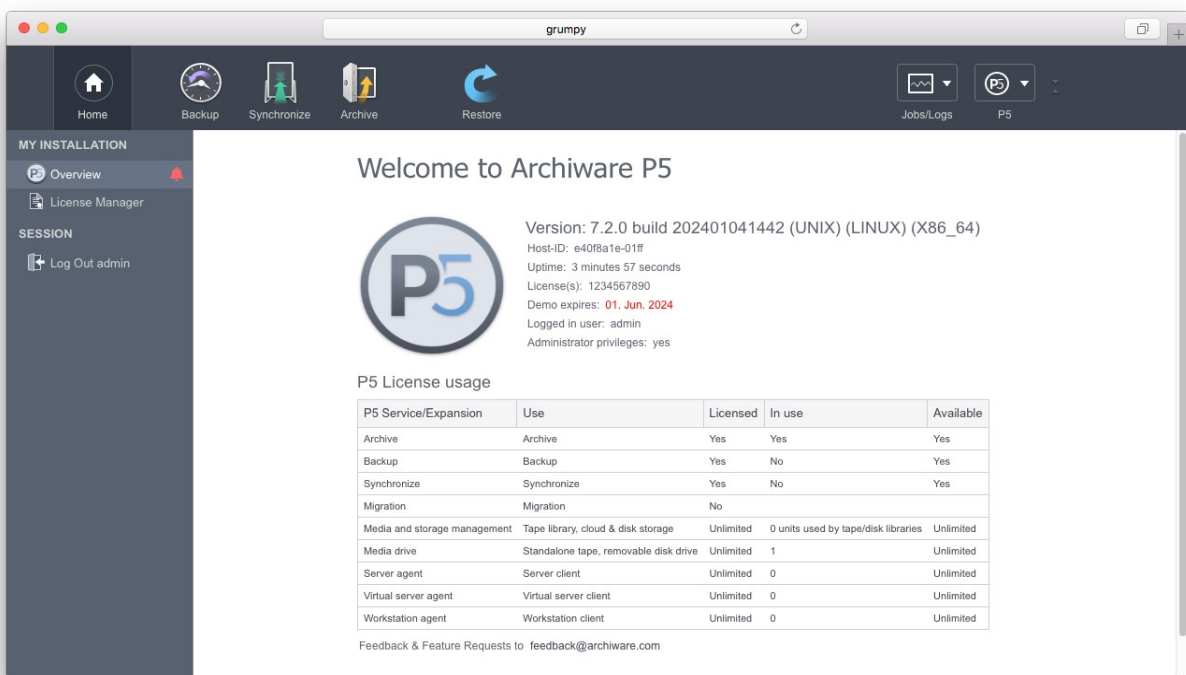 grumpy
Home
Backup
Synchronize
Archive
Restore
Jobs/Logs
P5
P5
MY INSTALLATION
P5 Overview
License Manager
SESSION
Log Out admin
Welcome to Archiware P5
P5
Version: 7.2.0 build 202401041442 (UNIX) (LINUX) (X86_64)
Host-ID: e40f8a1e-01ff
Uptime: 3 minutes 57 seconds
License(s): 1234567890
Demo expires: 01. Jun. 2024
Logged in user: admin
Administrator privileges: yes
P5 License usage
P5 Service/Expansion Use Licensed In use Available
Archive Archive Yes Yes Yes
Backup Backup Yes No Yes
Synchronize Synchronize Yes No Yes
Migration Migration No
Media and storage management Tape library, cloud & disk storage Unlimited 0 units used by tape/disk libraries Unlimited
Media drive Standalone tape, removable disk drive Unlimited 1 Unlimited
Server agent Server client Unlimited 0 Unlimited
Virtual server agent Virtual server client Unlimited 0 Unlimited
Workstation agent Workstation client Unlimited 0 Unlimited
Feedback & Feature Requests to feedback@archiware.com